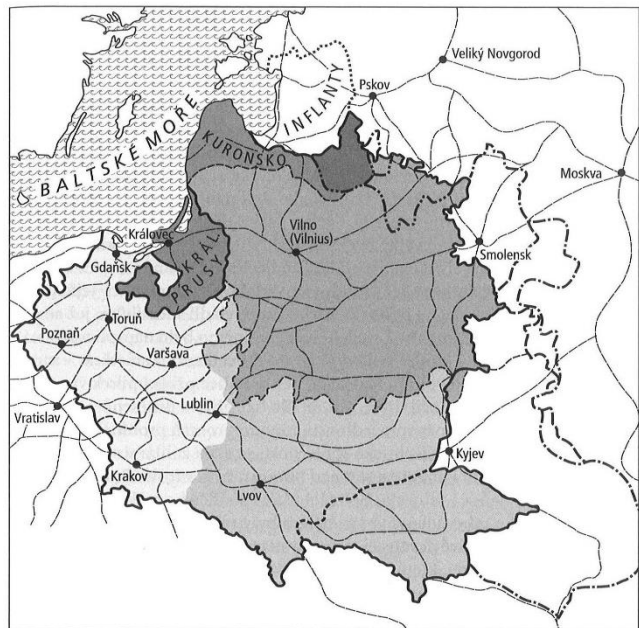 Veliký Novgorod
Pskov
INFLANTY
BALTSKÉ MOŘE
KURONSKO
Moskva
Královec
Vilno
(Vilnius)
Smolensk
Gdaňsk
KRÁL.
PRUSY
Toruň
Poznaň
Varšava
Lublin
Vratislav
Kyjev
Krakov
Lvov